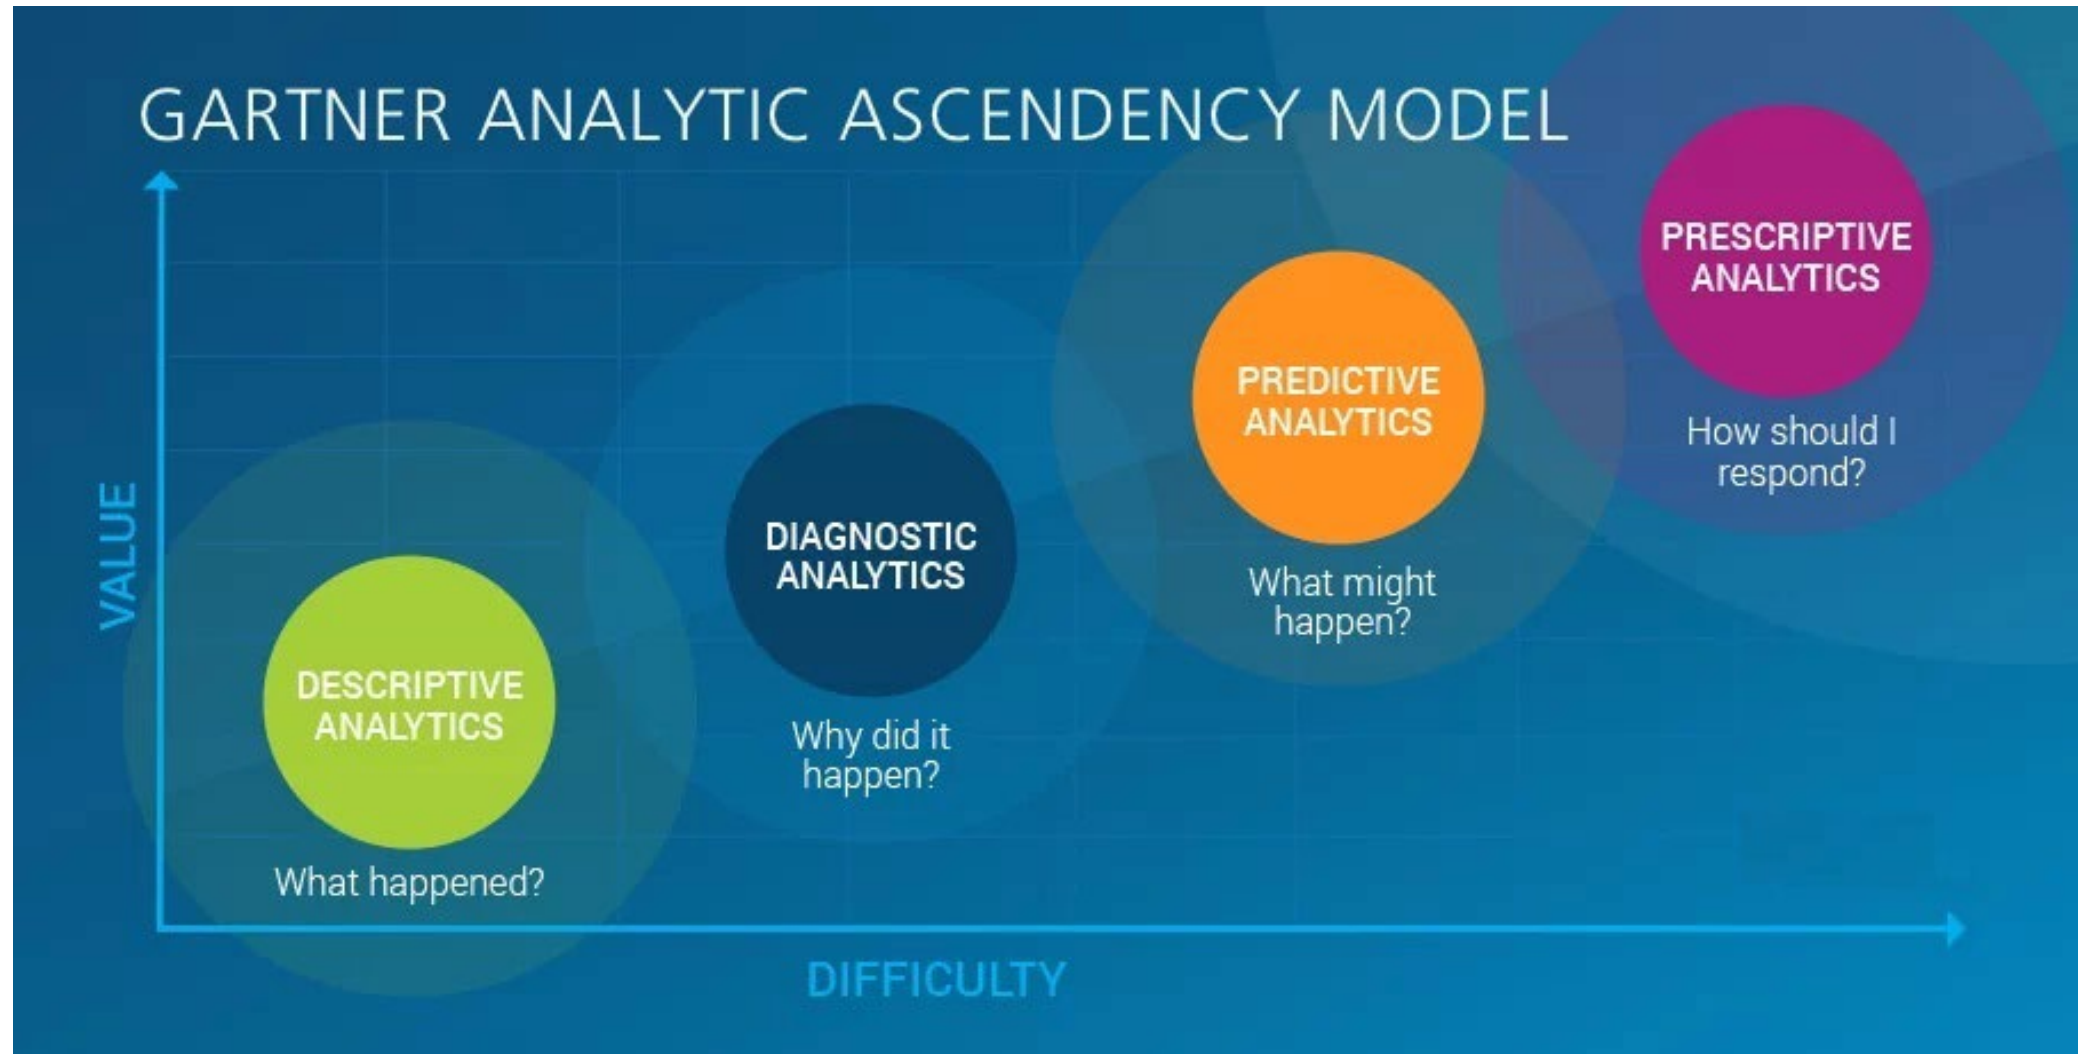 GARTNER ANALYTIC ASCENDENCY MODEL
VALUE
DESCRIPTIVE
ANALYTICS
What happened?
DIAGNOSTIC
ANALYTICS
Why did it
happen?
PREDICTIVE
ANALYTICS
What might
happen?
PRESCRIPTIVE
ANALYTICS
How should I
respond?
DIFFICULTY